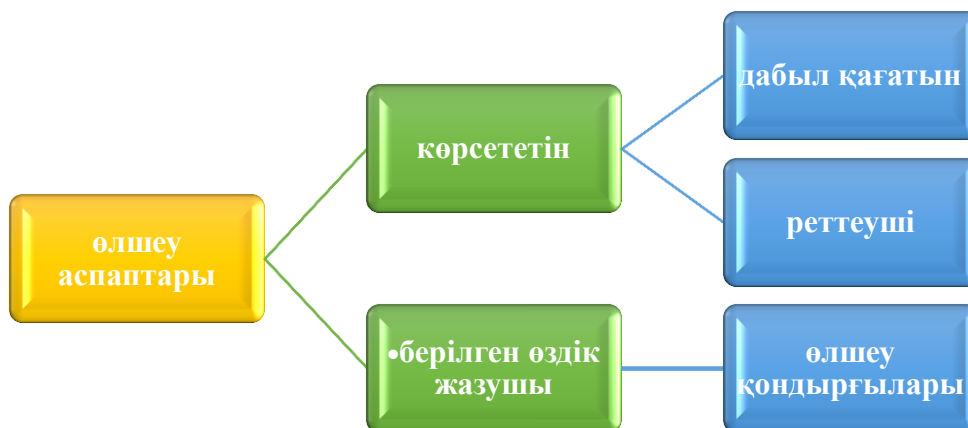 өлшеу
аспаптары
көрсететін
дабыл қағатын
реттеуші
•берілген өздік
жазушы
өлшеу
қондырғылары